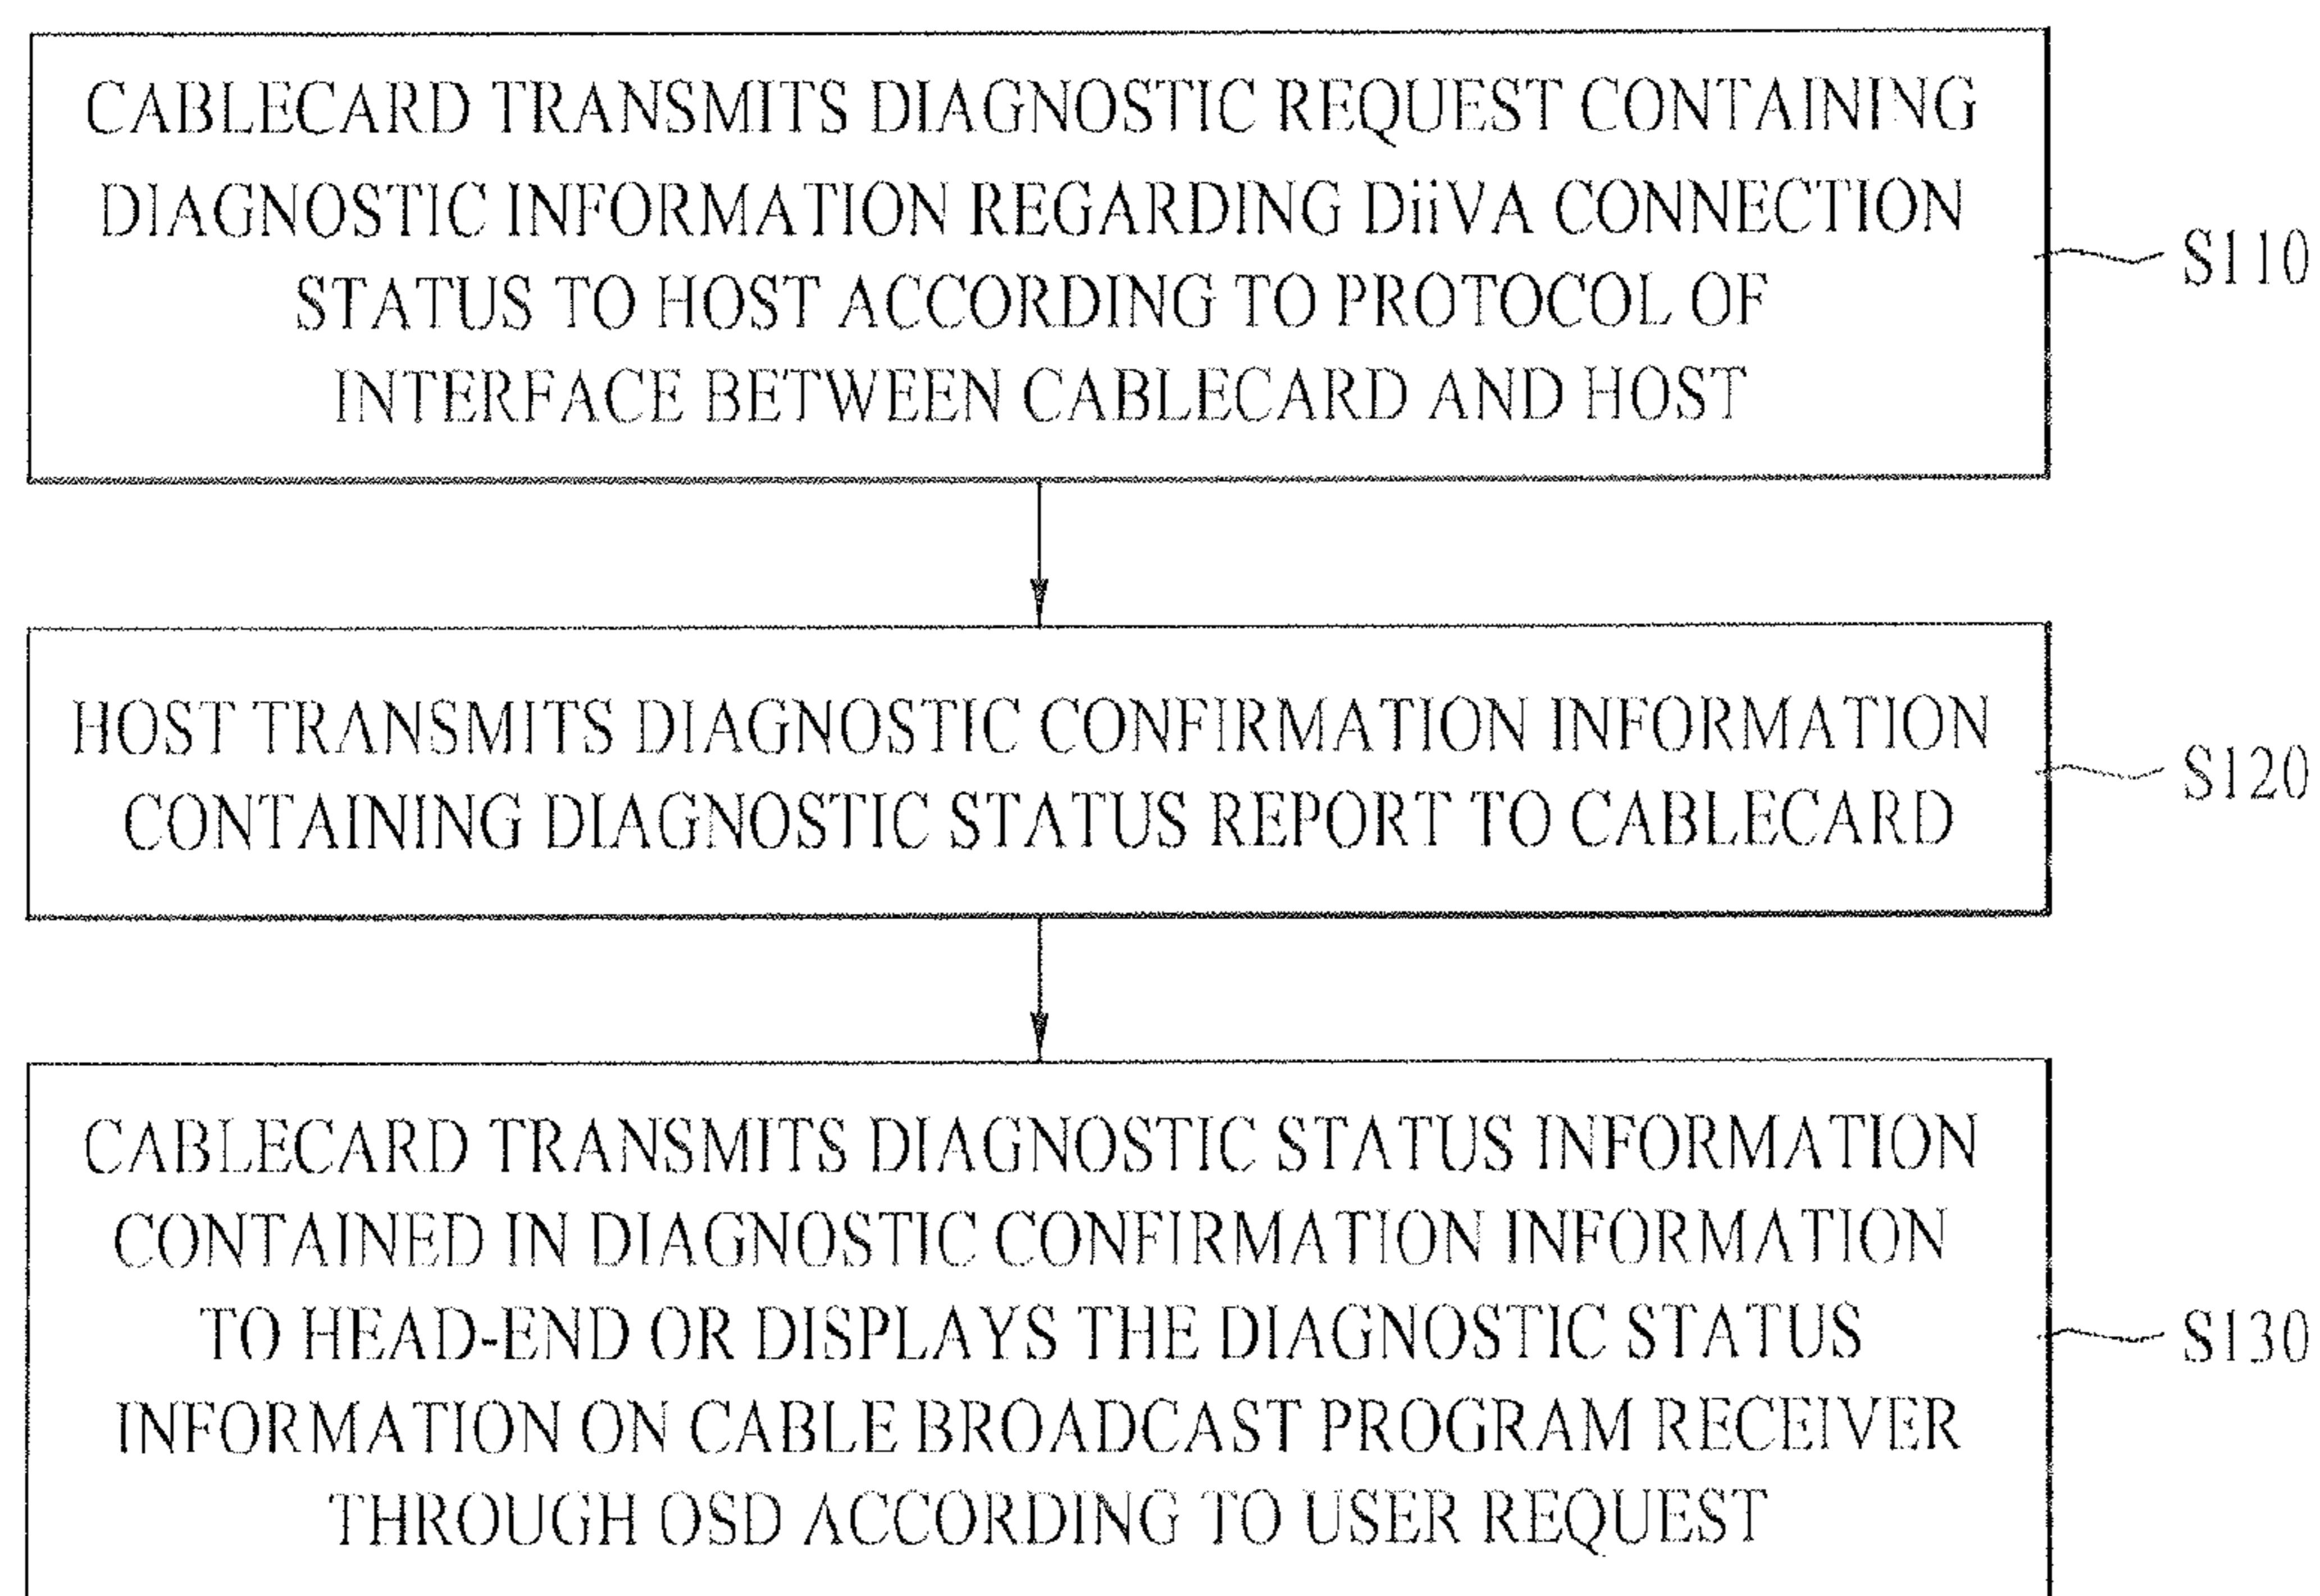 CABLECARD TRANSMITS DIAGNOSTIC REQUEST CONTAINING
DIAGNOSTIC INFORMATION REGARDING DiiVA CONNECTION
STATUS TO HOST ACCORDING TO PROTOCOL OF
INTERFACE BETWEEN CABLECARD AND HOST
S110
HOST TRANSMITS DIAGNOSTIC CONFIRMATION INFORMATION
CONTAINING DIAGNOSTIC STATUS REPORT TO CABLECARD
S120
CABLECARD TRANSMITS DIAGNOSTIC STATUS INFORMATION
CONTAINED IN DIAGNOSTIC CONFIRMATION INFORMATION
TO HEAD-END OR DISPLAYS THE DIAGNOSTIC STATUS
INFORMATION ON CABLE BROADCAST PROGRAM RECEIVER
THROUGH OSD ACCORDING TO USER REQUEST
S130